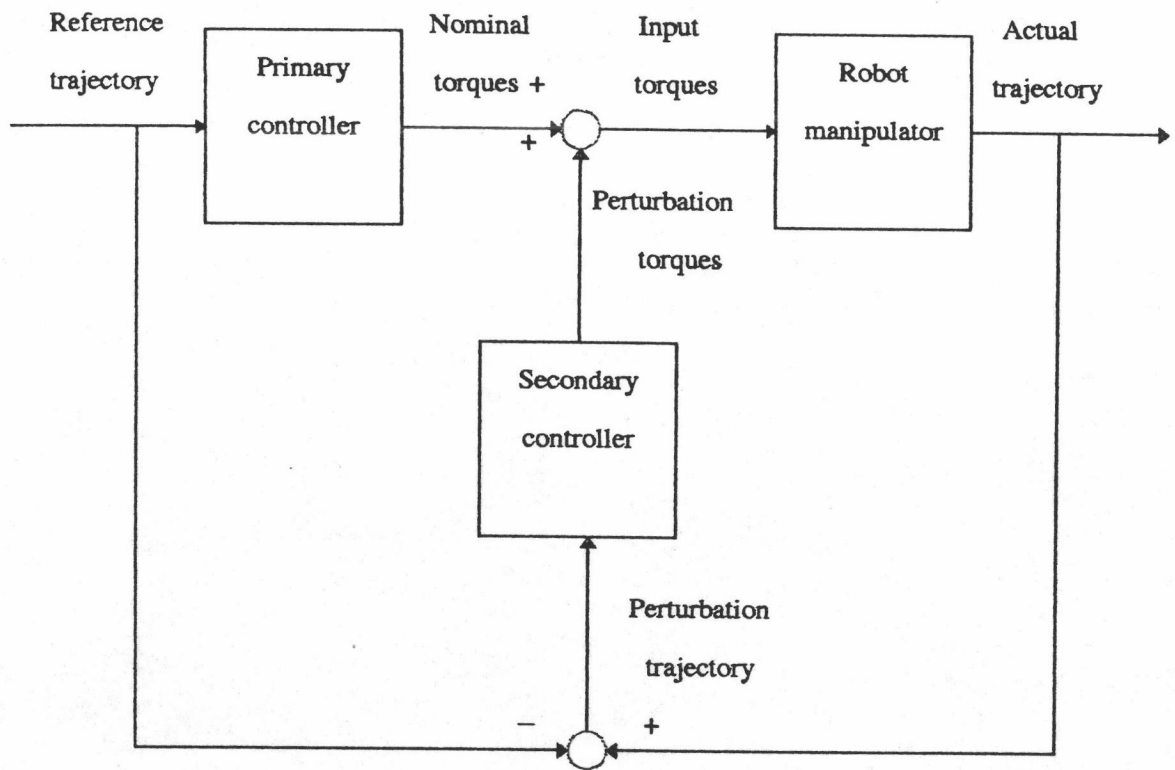 Reference
trajectory
Primary
controller
Nominal
torques +
+
Input
torques
Robot
manipulator
Actual
trajectory
Perturbation
torques
Secondary
controller
Perturbation
trajectory
−
+